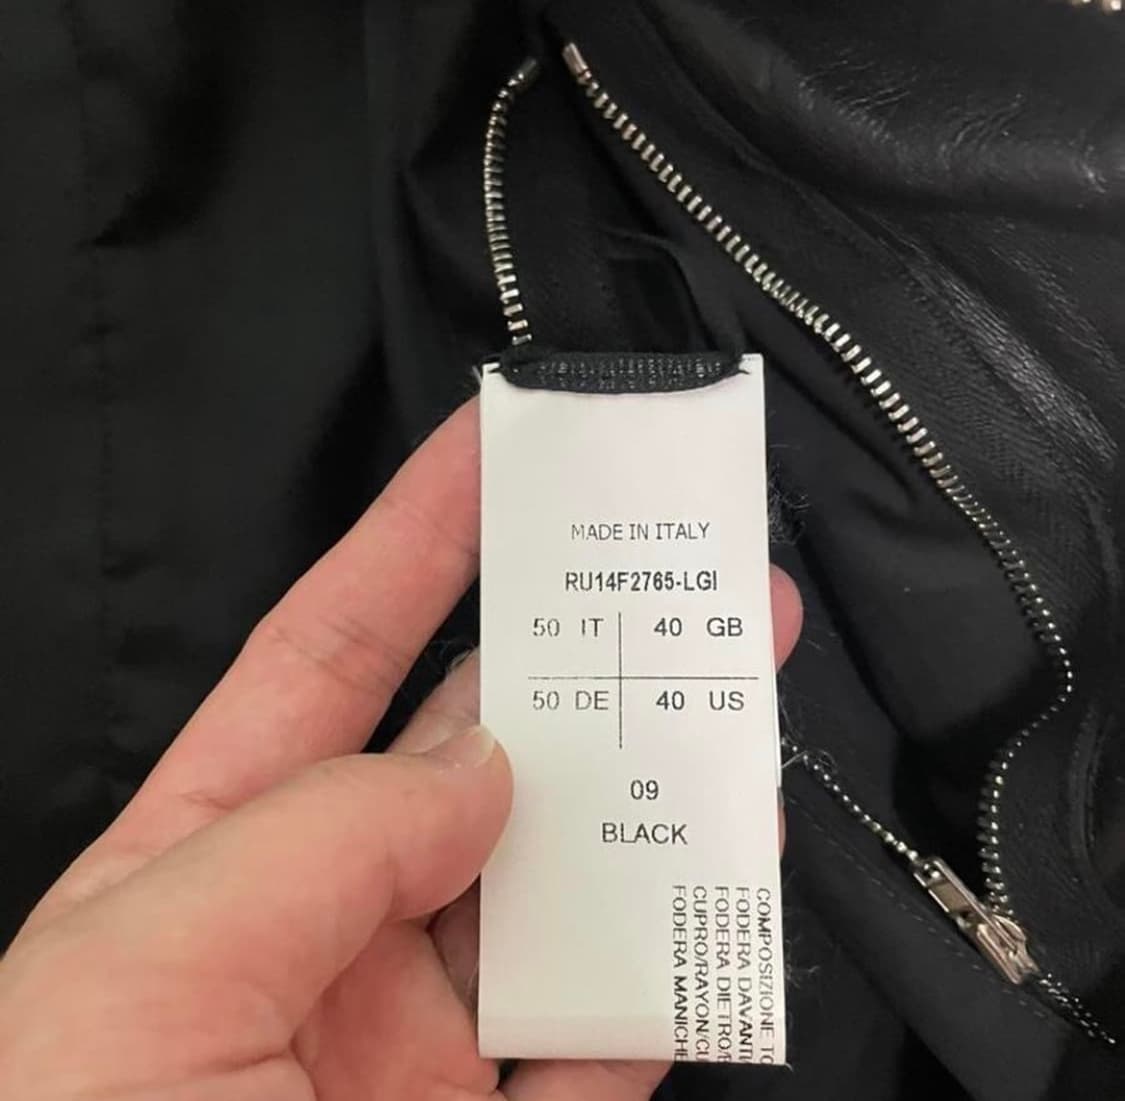 MADE IN ITALY
RU14F2765-LGI
50 IT 40 GB
50 DE 40 US
09
BLACK
COMPOSIZIONE
FODERA DAVANTI
FODERA DIETRO/
CUPRO/RAYON/CU
FODERA MANICHE